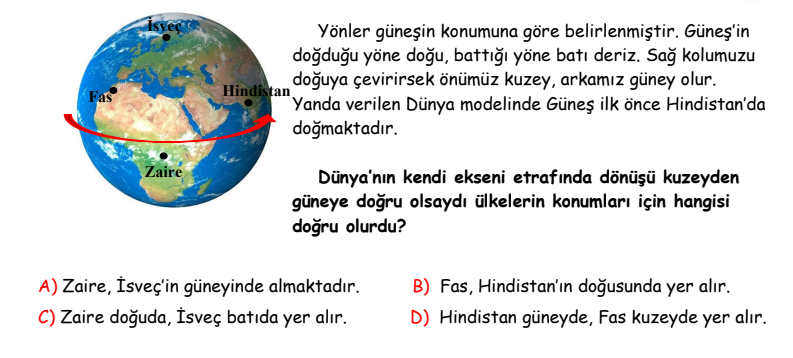 İsveç
Fas
Hindistan
Zaire
Yönler güneşin konumuna göre belirlenmiştir. Güneş’in
doğduğu yöne doğu, battığı yöne batı deriz. Sağ kolumuzu
doğuya çevirirsek önümüz kuzey, arkamız güney olur.
Yanda verilen Dünya modelinde Güneş ilk önce Hindistan’da
doğmaktadır.
Dünya’nın kendi ekseni etrafında dönüşü kuzeyden
güneye doğru olsaydı ülkelerin konumları için hangisi
doğru olurdu?
A) Zaire, İsveç’in güneyinde almaktadır.
B) Fas, Hindistan’ın doğusunda yer alır.
C) Zaire doğuda, İsveç batıda yer alır.
D) Hindistan güneyde, Fas kuzeyde yer alır.